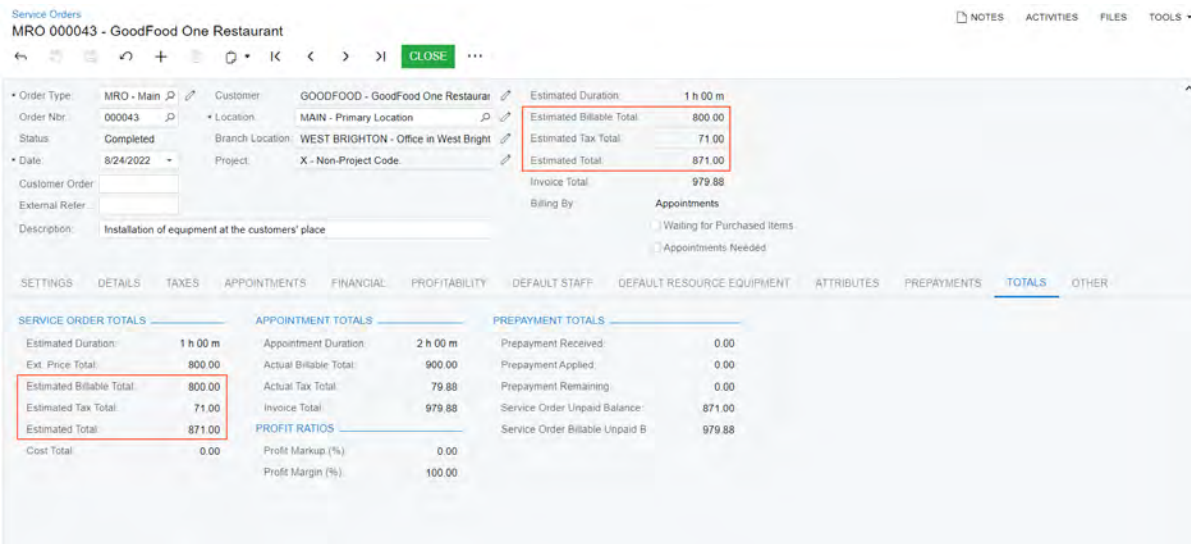 Service Orders
MRO 000043 - GoodFood One Restaurant
NOTES ACTIVITIES FILES TOOLS
CLOSE
Order Type: MRO - Main Customer: GOODFOOD - GoodFood One Restaurar Estimated Duration: 1 h 00 m
Order Nbr.: 000043 Location: MAIN - Primary Location Estimated Billable Total: 800.00
Status: Completed Branch Location: WEST BRIGHTON - Office in West Bright Estimated Tax Total: 71.00
Date: 8/24/2022 Project: X - Non-Project Code. Estimated Total: 871.00
Customer Order Invoice Total: 979.88
External Refer... Billing By: Appointments
Description: Installation of equipment at the customers' place Waiting for Purchased Items
Appointments Needed
SETTINGS DETAILS TAXES APPOINTMENTS FINANCIAL PROFITABILITY DEFAULT STAFF DEFAULT RESOURCE EQUIPMENT ATTRIBUTES PREPAYMENTS TOTALS OTHER
SERVICE ORDER TOTALS APPOINTMENT TOTALS PREPAYMENT TOTALS
Estimated Duration: 1 h 00 m Appointment Duration: 2 h 00 m Prepayment Received: 0.00
Ext. Price Total: 800.00 Actual Billable Total: 900.00 Prepayment Applied: 0.00
Estimated Billable Total: 800.00 Actual Tax Total: 79.88 Prepayment Remaining: 0.00
Estimated Tax Total: 71.00 Invoice Total: 979.88 Service Order Unpaid Balance: 871.00
Estimated Total: 871.00 PROFIT RATIOS Service Order Billable Unpaid B 979.88
Cost Total: 0.00 Profit Markup (%): 0.00
Profit Margin (%): 100.00